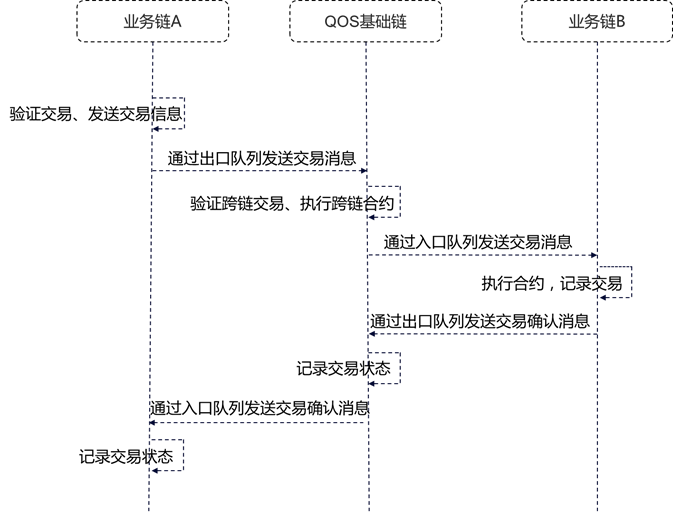 业务链A
QOS基础链
业务链B
验证交易、发送交易信息
通过出口队列发送交易消息
验证跨链交易、执行跨链合约
通过入口队列发送交易消息
执行合约，记录交易
通过出口队列发送交易确认消息
记录交易状态
通过入口队列发送交易确认消息
记录交易状态